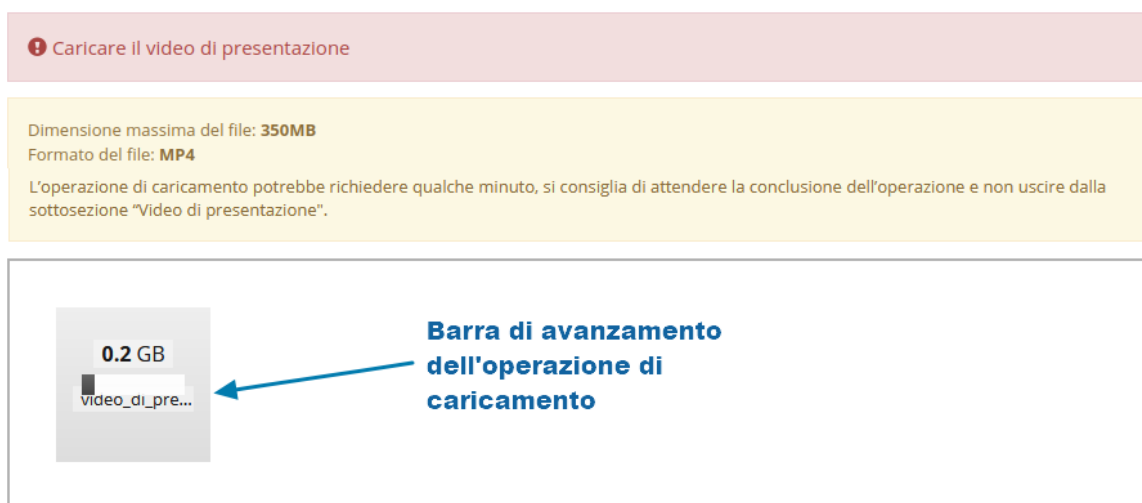 Caricare il video di presentazione
Dimensione massima del file: 350MB
Formato del file: MP4
L'operazione di caricamento potrebbe richiedere qualche minuto, si consiglia di attendere la conclusione dell'operazione e non uscire dalla
sottosezione “Video di presentazione".
0.2 GB
video_di_pre...
Barra di avanzamento
dell'operazione di
caricamento